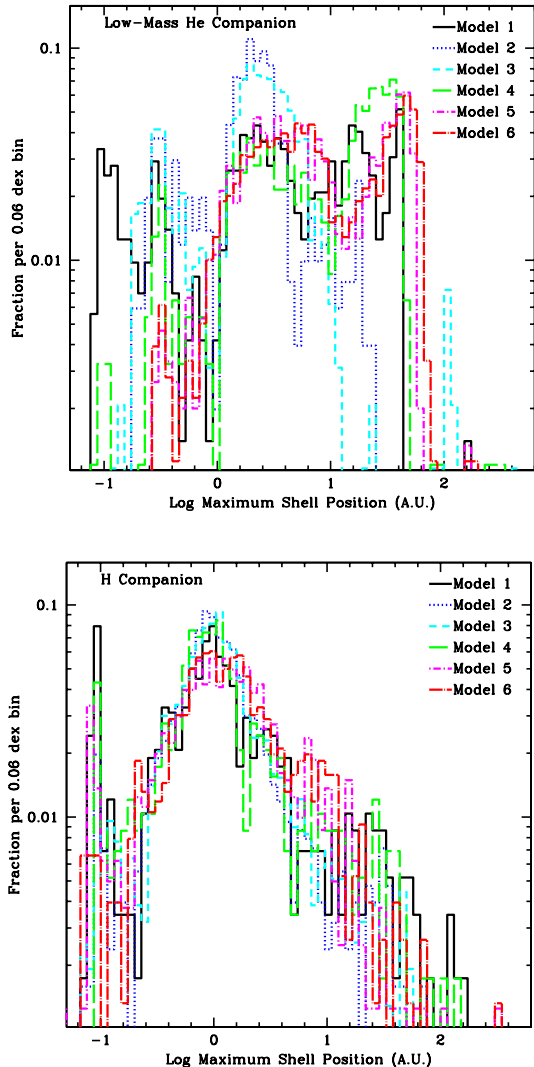 Low-Mass He Companion
Model 1
Model 2
Model 3
Model 4
Model 5
Model 6
0.1
0.01
Fraction per 0.06 dex bin
-1
0
1
2
Log Maximum Shell Position (A.U.)
H Companion
Model 1
Model 2
Model 3
Model 4
Model 5
Model 6
0.1
0.01
Fraction per 0.06 dex bin
-1
0
1
2
Log Maximum Shell Position (A.U.)